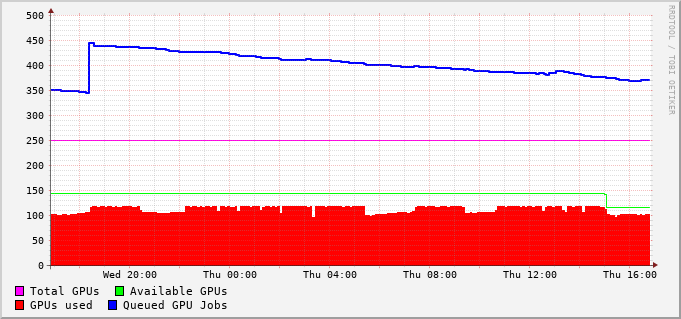 500
450
400
350
300
250
200
150
100
50
0
Wed 20:00 Thu 00:00 Thu 04:00 Thu 08:00 Thu 12:00 Thu 16:00
Total GPUs Available GPUs
GPUs used Queued GPU Jobs
RRDTOOL / TOBI OETIKER